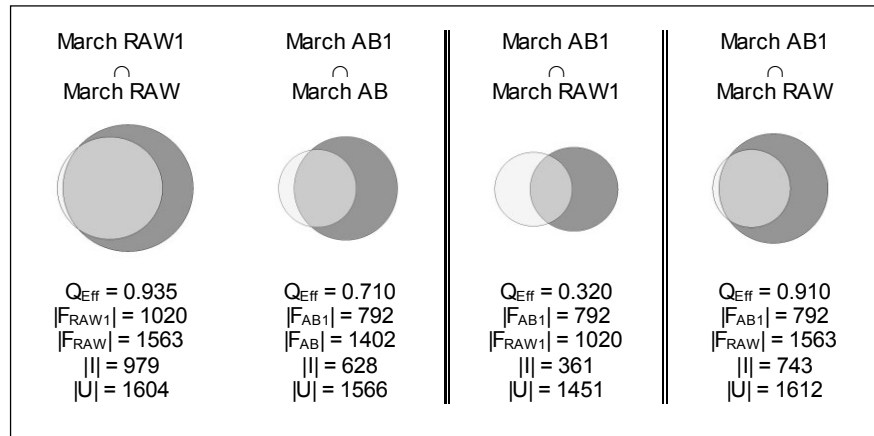 March RAW1
∩
March RAW
Q_Eff = 0.935
|F_RAW1| = 1020
|F_RAW| = 1563
||I| = 979
|U| = 1604
March AB1
∩
March AB
Q_Eff = 0.710
|F_AB1| = 792
|F_AB| = 1402
||I| = 628
|U| = 1566
March AB1
∩
March RAW1
Q_Eff = 0.320
|F_AB1| = 792
|F_RAW1| = 1020
||I| = 361
|U| = 1451
March AB1
∩
March RAW
Q_Eff = 0.910
|F_AB1| = 792
|F_RAW| = 1563
||I| = 743
|U| = 1612